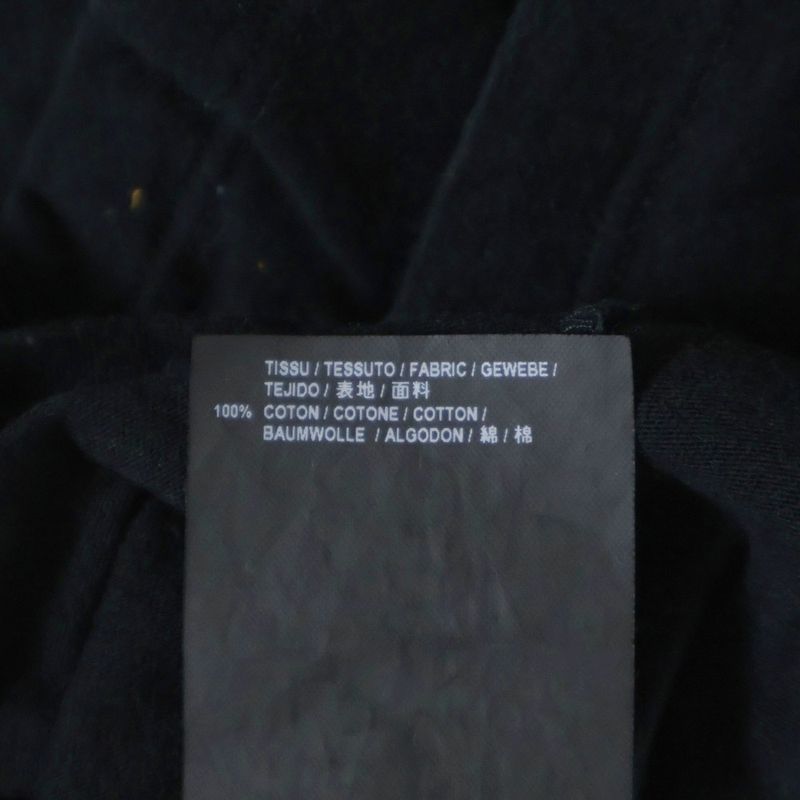 TISSU / TESSUTO / FABRIC / GEWEBE /
TEJIDO / 表地 / 面料
100% COTON / COTONE / COTTON /
BAUMWOLLE / ALGODON / 綿 / 棉